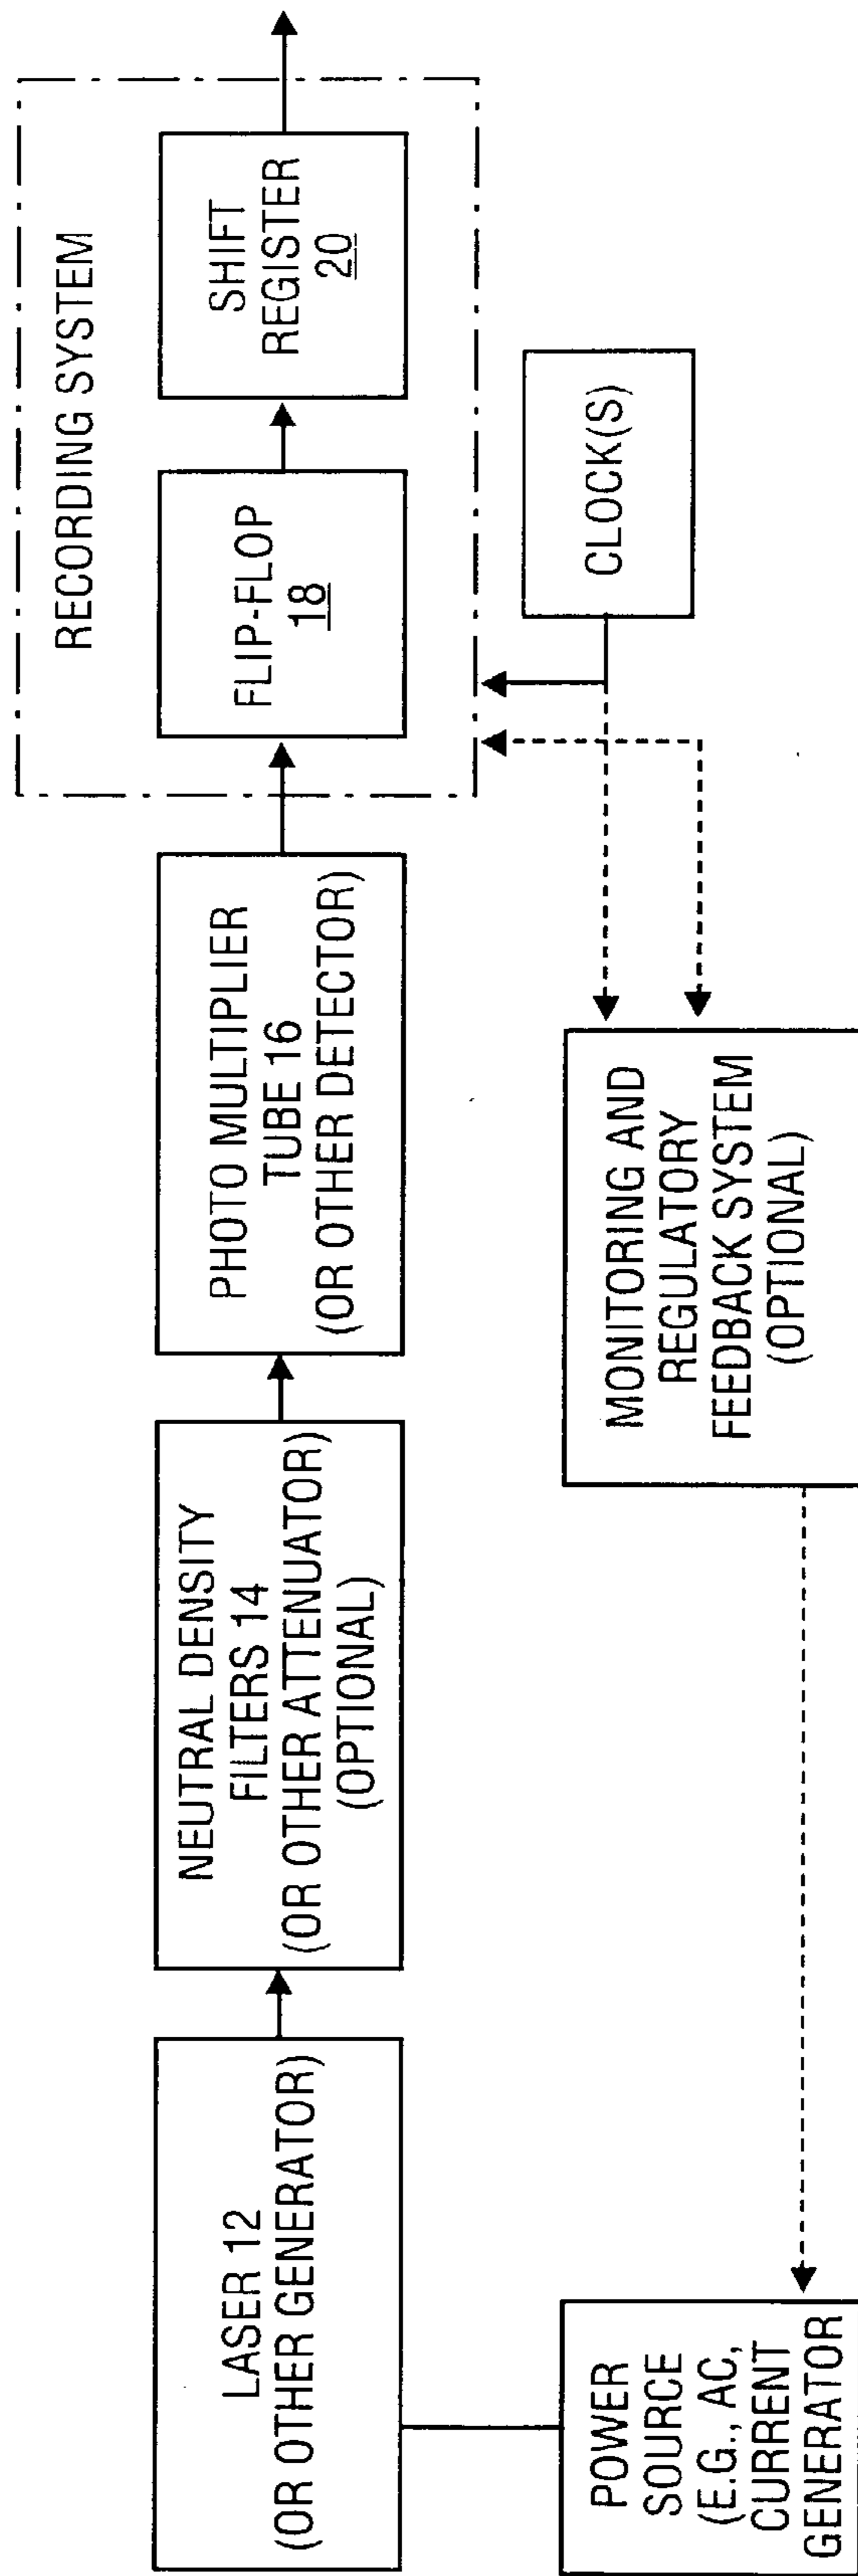 LASER 12
(OR OTHER GENERATOR)
NEUTRAL DENSITY
FILTERS 14
(OR OTHER ATTENUATOR)
(OPTIONAL)
PHOTO MULTIPLIER
TUBE 16
(OR OTHER DETECTOR)
RECORDING SYSTEM
FLIP-FLOP
18
SHIFT
REGISTER
20
POWER
SOURCE
(E.G., AC,
CURRENT
GENERATOR
MONITORING AND
REGULATORY
FEEDBACK SYSTEM
(OPTIONAL)
CLOCK(S)